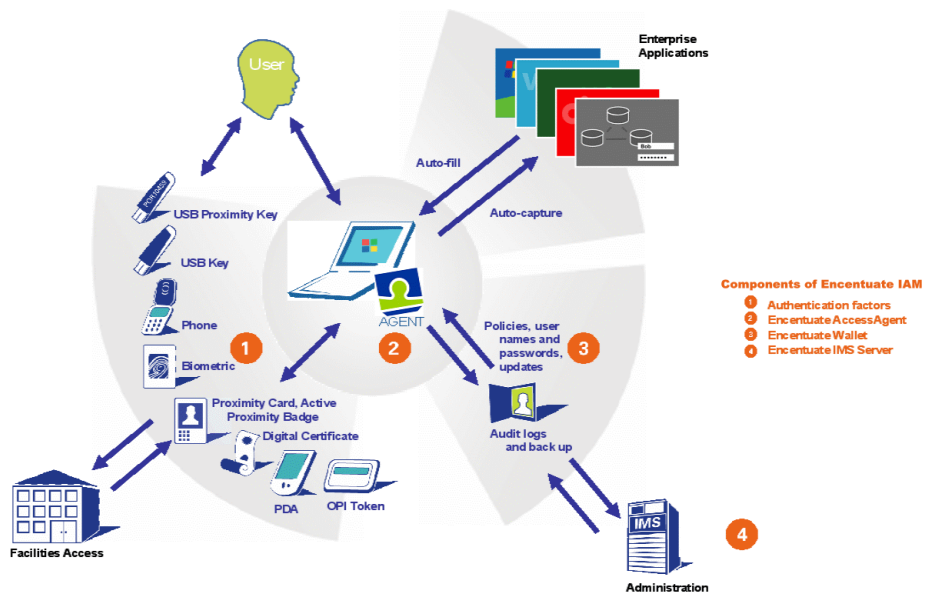 User
Enterprise
Applications
Bob
Auto-fill
Auto-capture
USB Proximity Key
USB Key
Phone
Biometric
1
AGENT
2
Policies, user
names and
passwords,
updates
3
Components of Encentuate IAM
1 Authentication factors
2 Encentuate AccessAgent
3 Encentuate Wallet
4 Encentuate IMS Server
Proximity Card, Active
Proximity Badge
Digital Certificate
PDA
OPI Token
Audit logs
and back up
Facilities Access
IMS
4
Administration